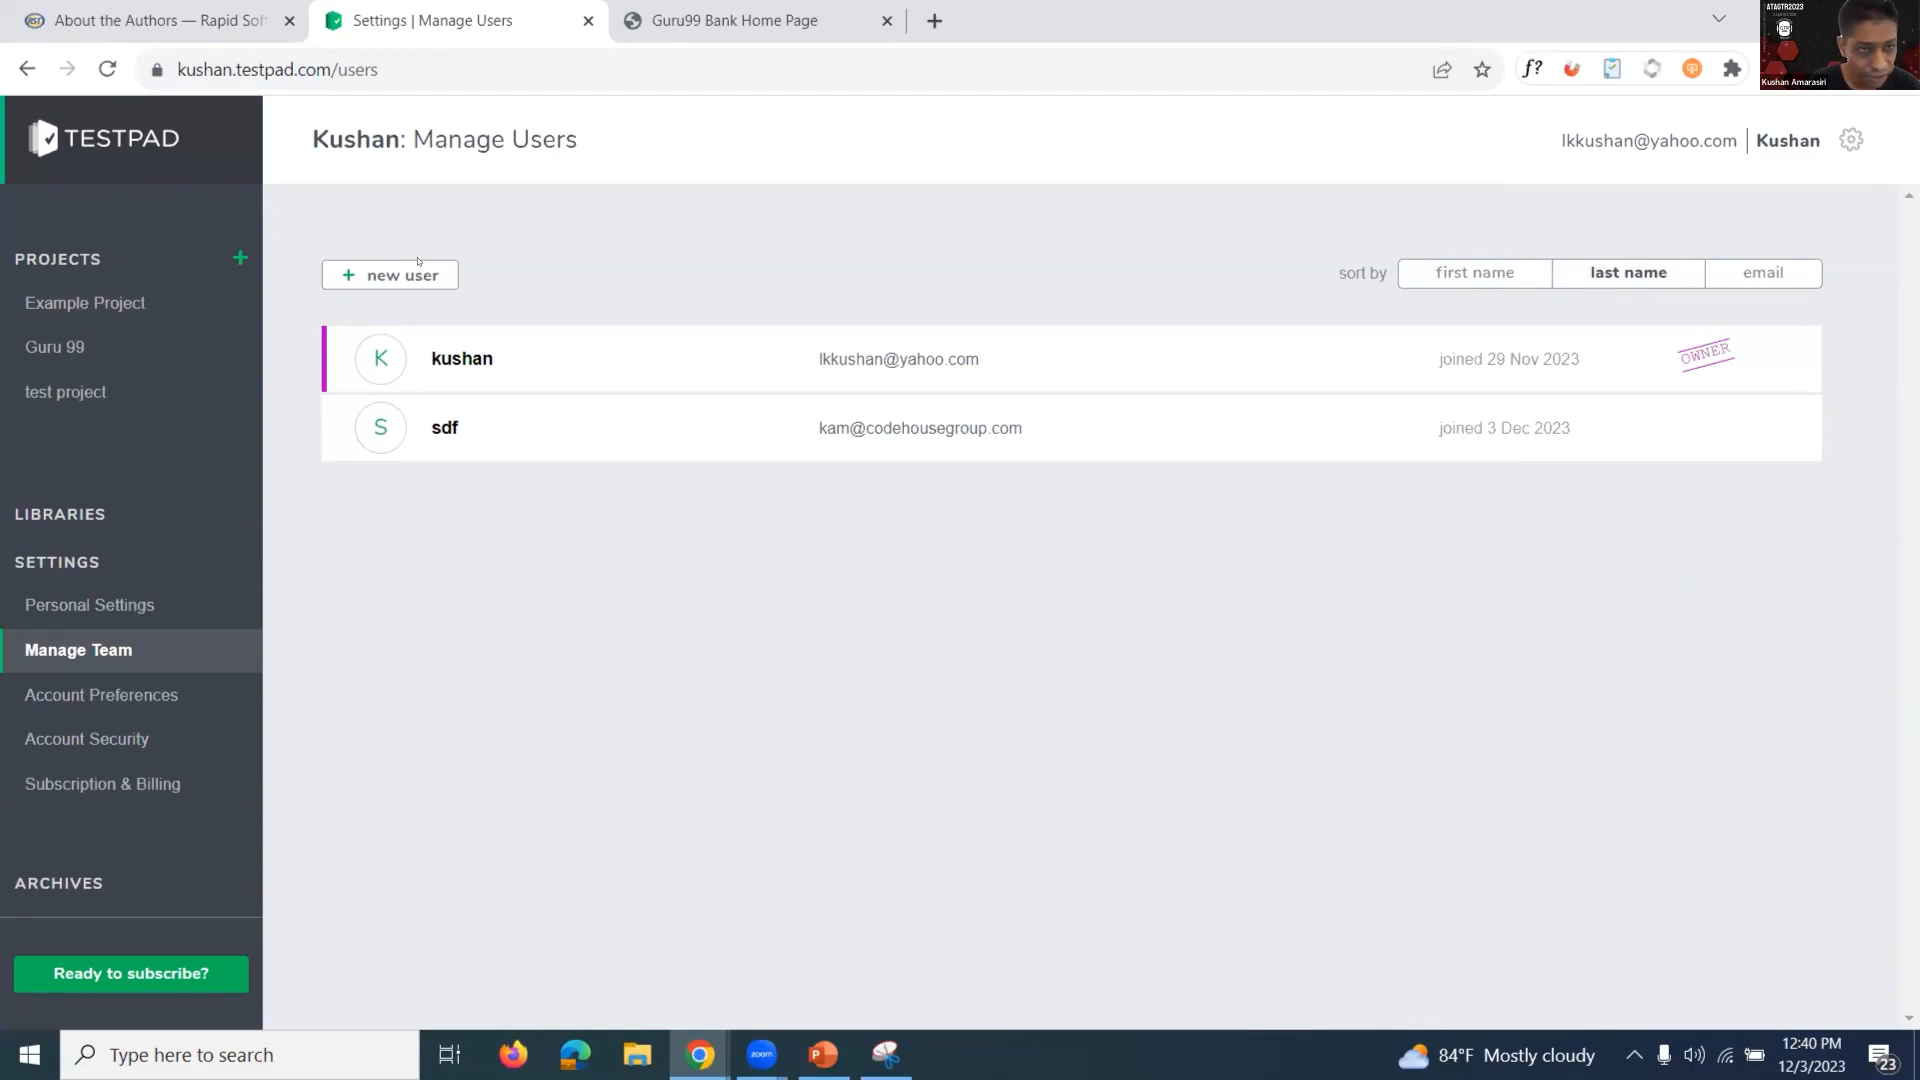 About the Authors — Rapid Soft
Settings | Manage Users
Guru99 Bank Home Page
kushan.testpad.com/users
f?
ATAGTR2023
Kushan Amarasiri
TESTPAD
Kushan: Manage Users
lkkushan@yahoo.com | Kushan
PROJECTS +
Example Project
Guru 99
test project
LIBRARIES
SETTINGS
Personal Settings
Manage Team
Account Preferences
Account Security
Subscription & Billing
ARCHIVES
Ready to subscribe?
+ new user
sort by first name last name email
K kushan lkkushan@yahoo.com joined 29 Nov 2023 OWNER
S sdf kam@codehousegroup.com joined 3 Dec 2023
Type here to search
zoom
84°F Mostly cloudy
12:40 PM
12/3/2023
23